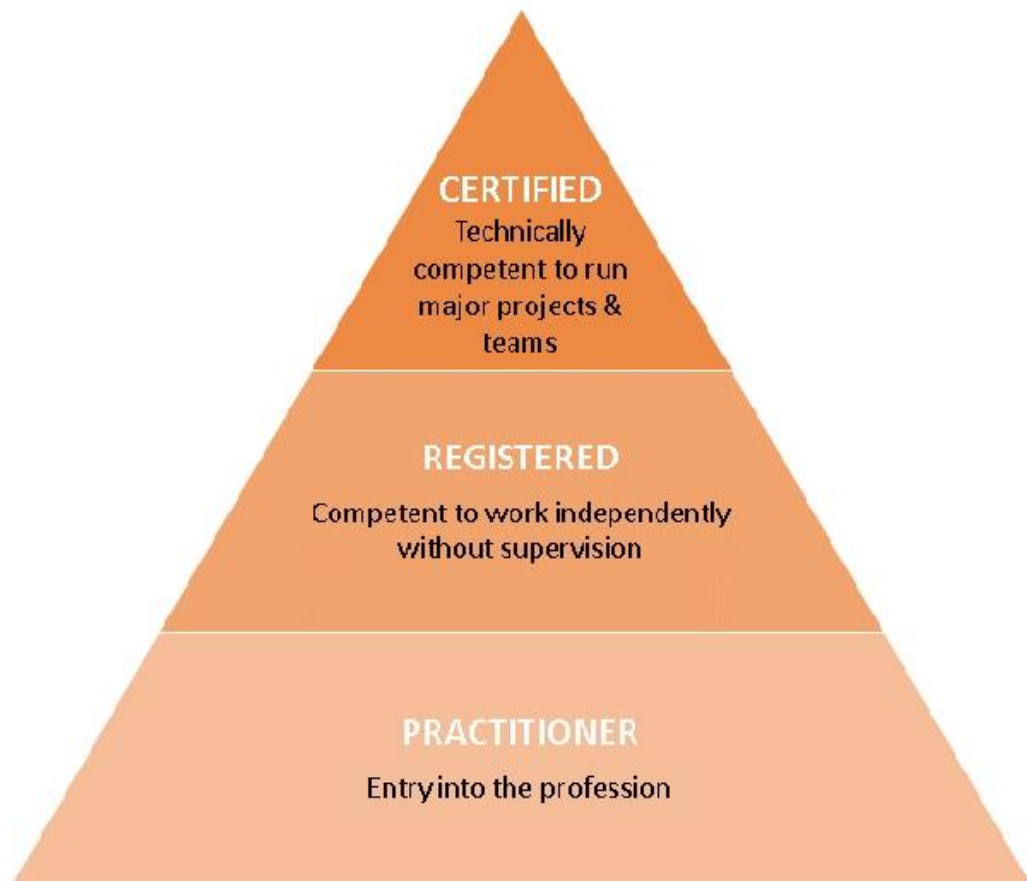 CERTIFIED
Technically
competent to run
major projects &
teams
REGISTERED
Competent to work independently
without supervision
PRACTITIONER
Entry into the profession